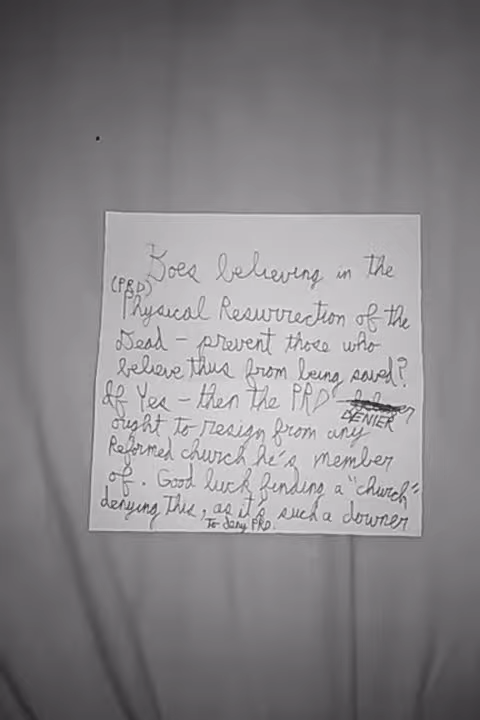 Does believing in the
(PRD)
Physical Resurrection of the
Dead - prevent those who
believe thus from being saved?
If Yes - then the PRD
DENIER
ought to resign from any
Reformed church he's member
of. Good luck finding a "church"
denying this, as it's such a downer
To deny PRD.